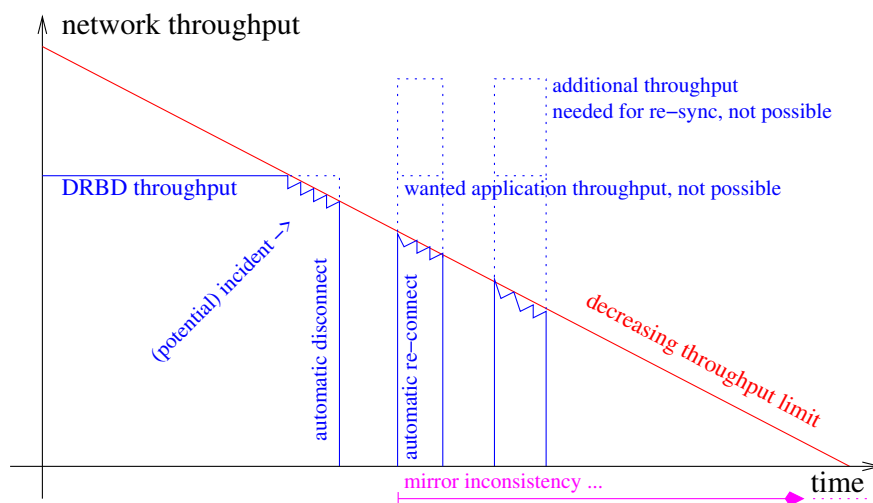 network throughput
additional throughput
needed for re−sync, not possible
DRBD throughput
wanted application throughput, not possible
(potential) incident −>
automatic disconnect
automatic re−connect
decreasing throughput limit
mirror inconsistency ...
time